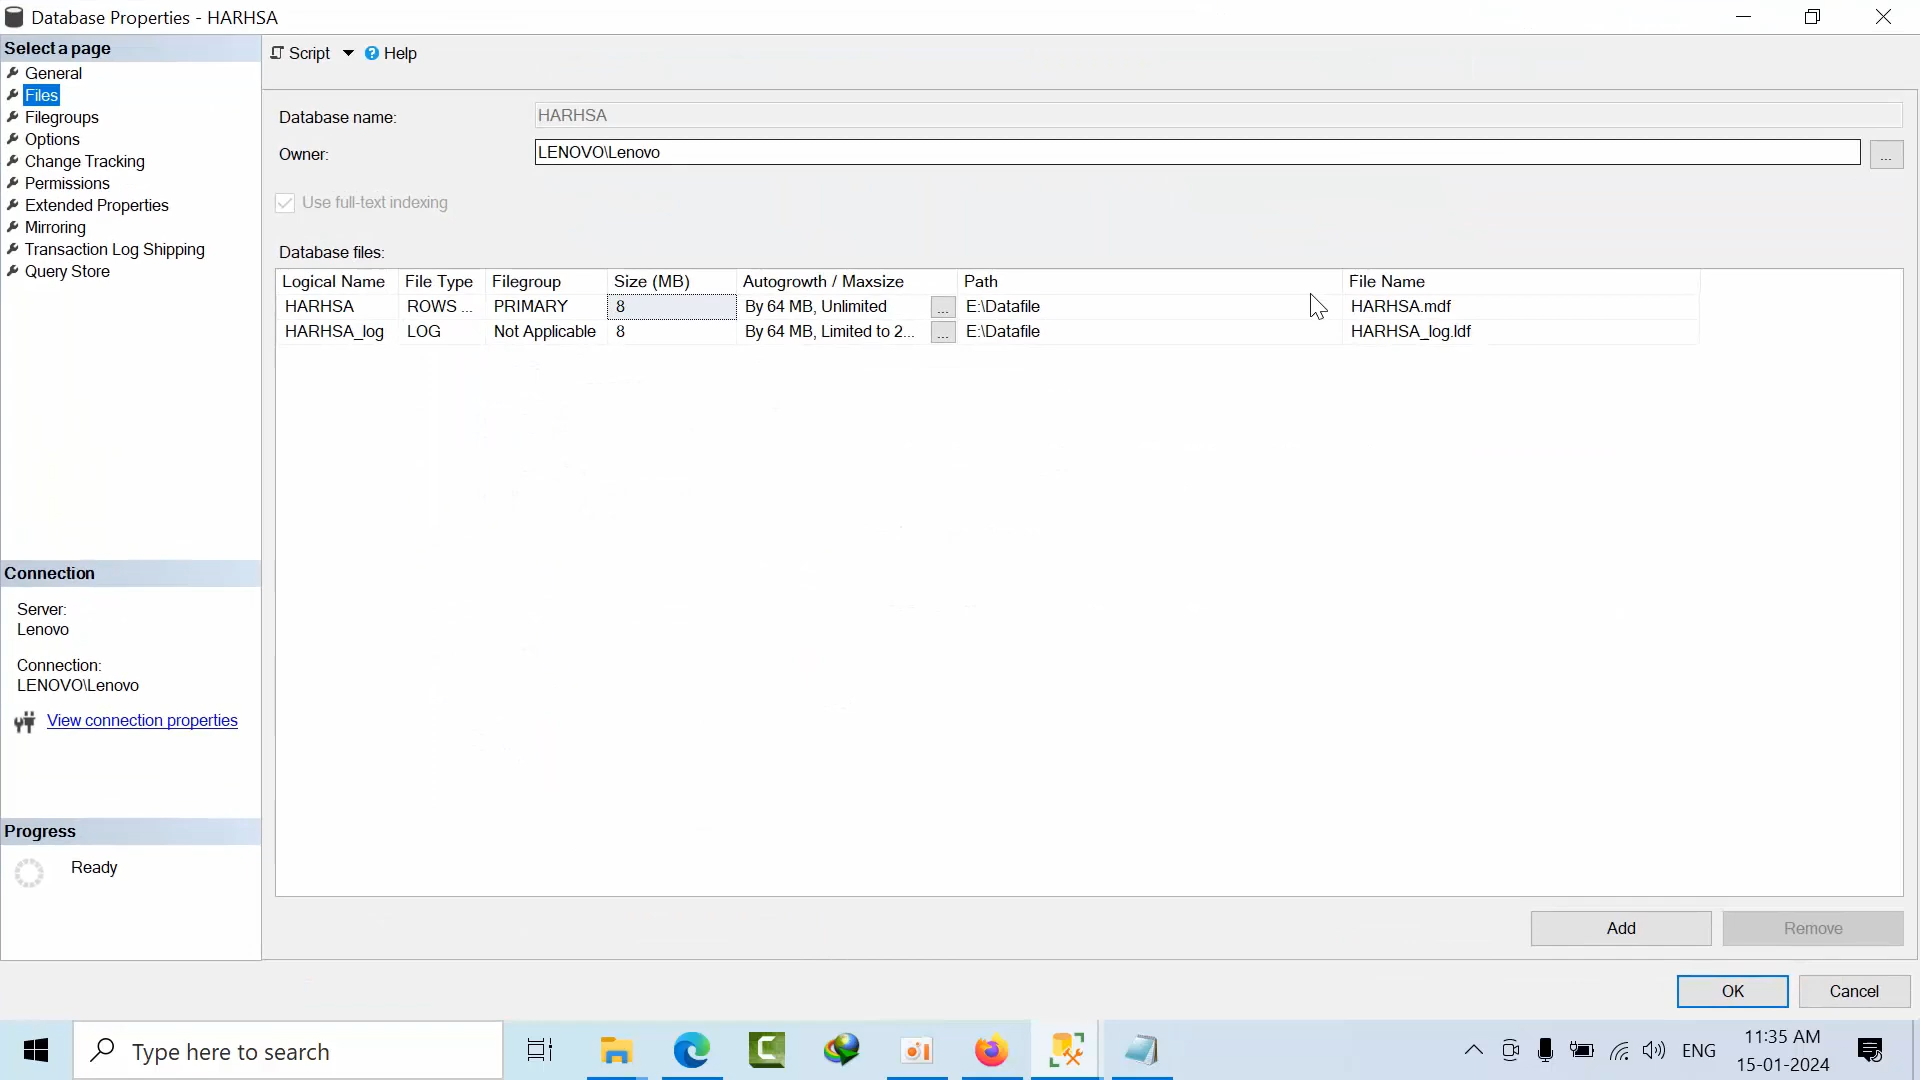 Database Properties - HARHSA
Select a page
General
Files
Filegroups
Options
Change Tracking
Permissions
Extended Properties
Mirroring
Transaction Log Shipping
Query Store
Connection
Server:
Lenovo
Connection:
LENOVO\Lenovo
View connection properties
Progress
Ready
Script
Help
Database name:
HARHSA
Owner:
LENOVO\Lenovo
...
Use full-text indexing
Database files:
Logical Name File Type Filegroup Size (MB) Autogrowth / Maxsize Path File Name
HARHSA ROWS ... PRIMARY 8 By 64 MB, Unlimited ... E:\Datafile HARHSA.mdf
HARHSA_log LOG Not Applicable 8 By 64 MB, Limited to 2... ... E:\Datafile HARHSA_log.ldf
Add
Remove
OK
Cancel
Type here to search
ENG
11:35 AM
15-01-2024